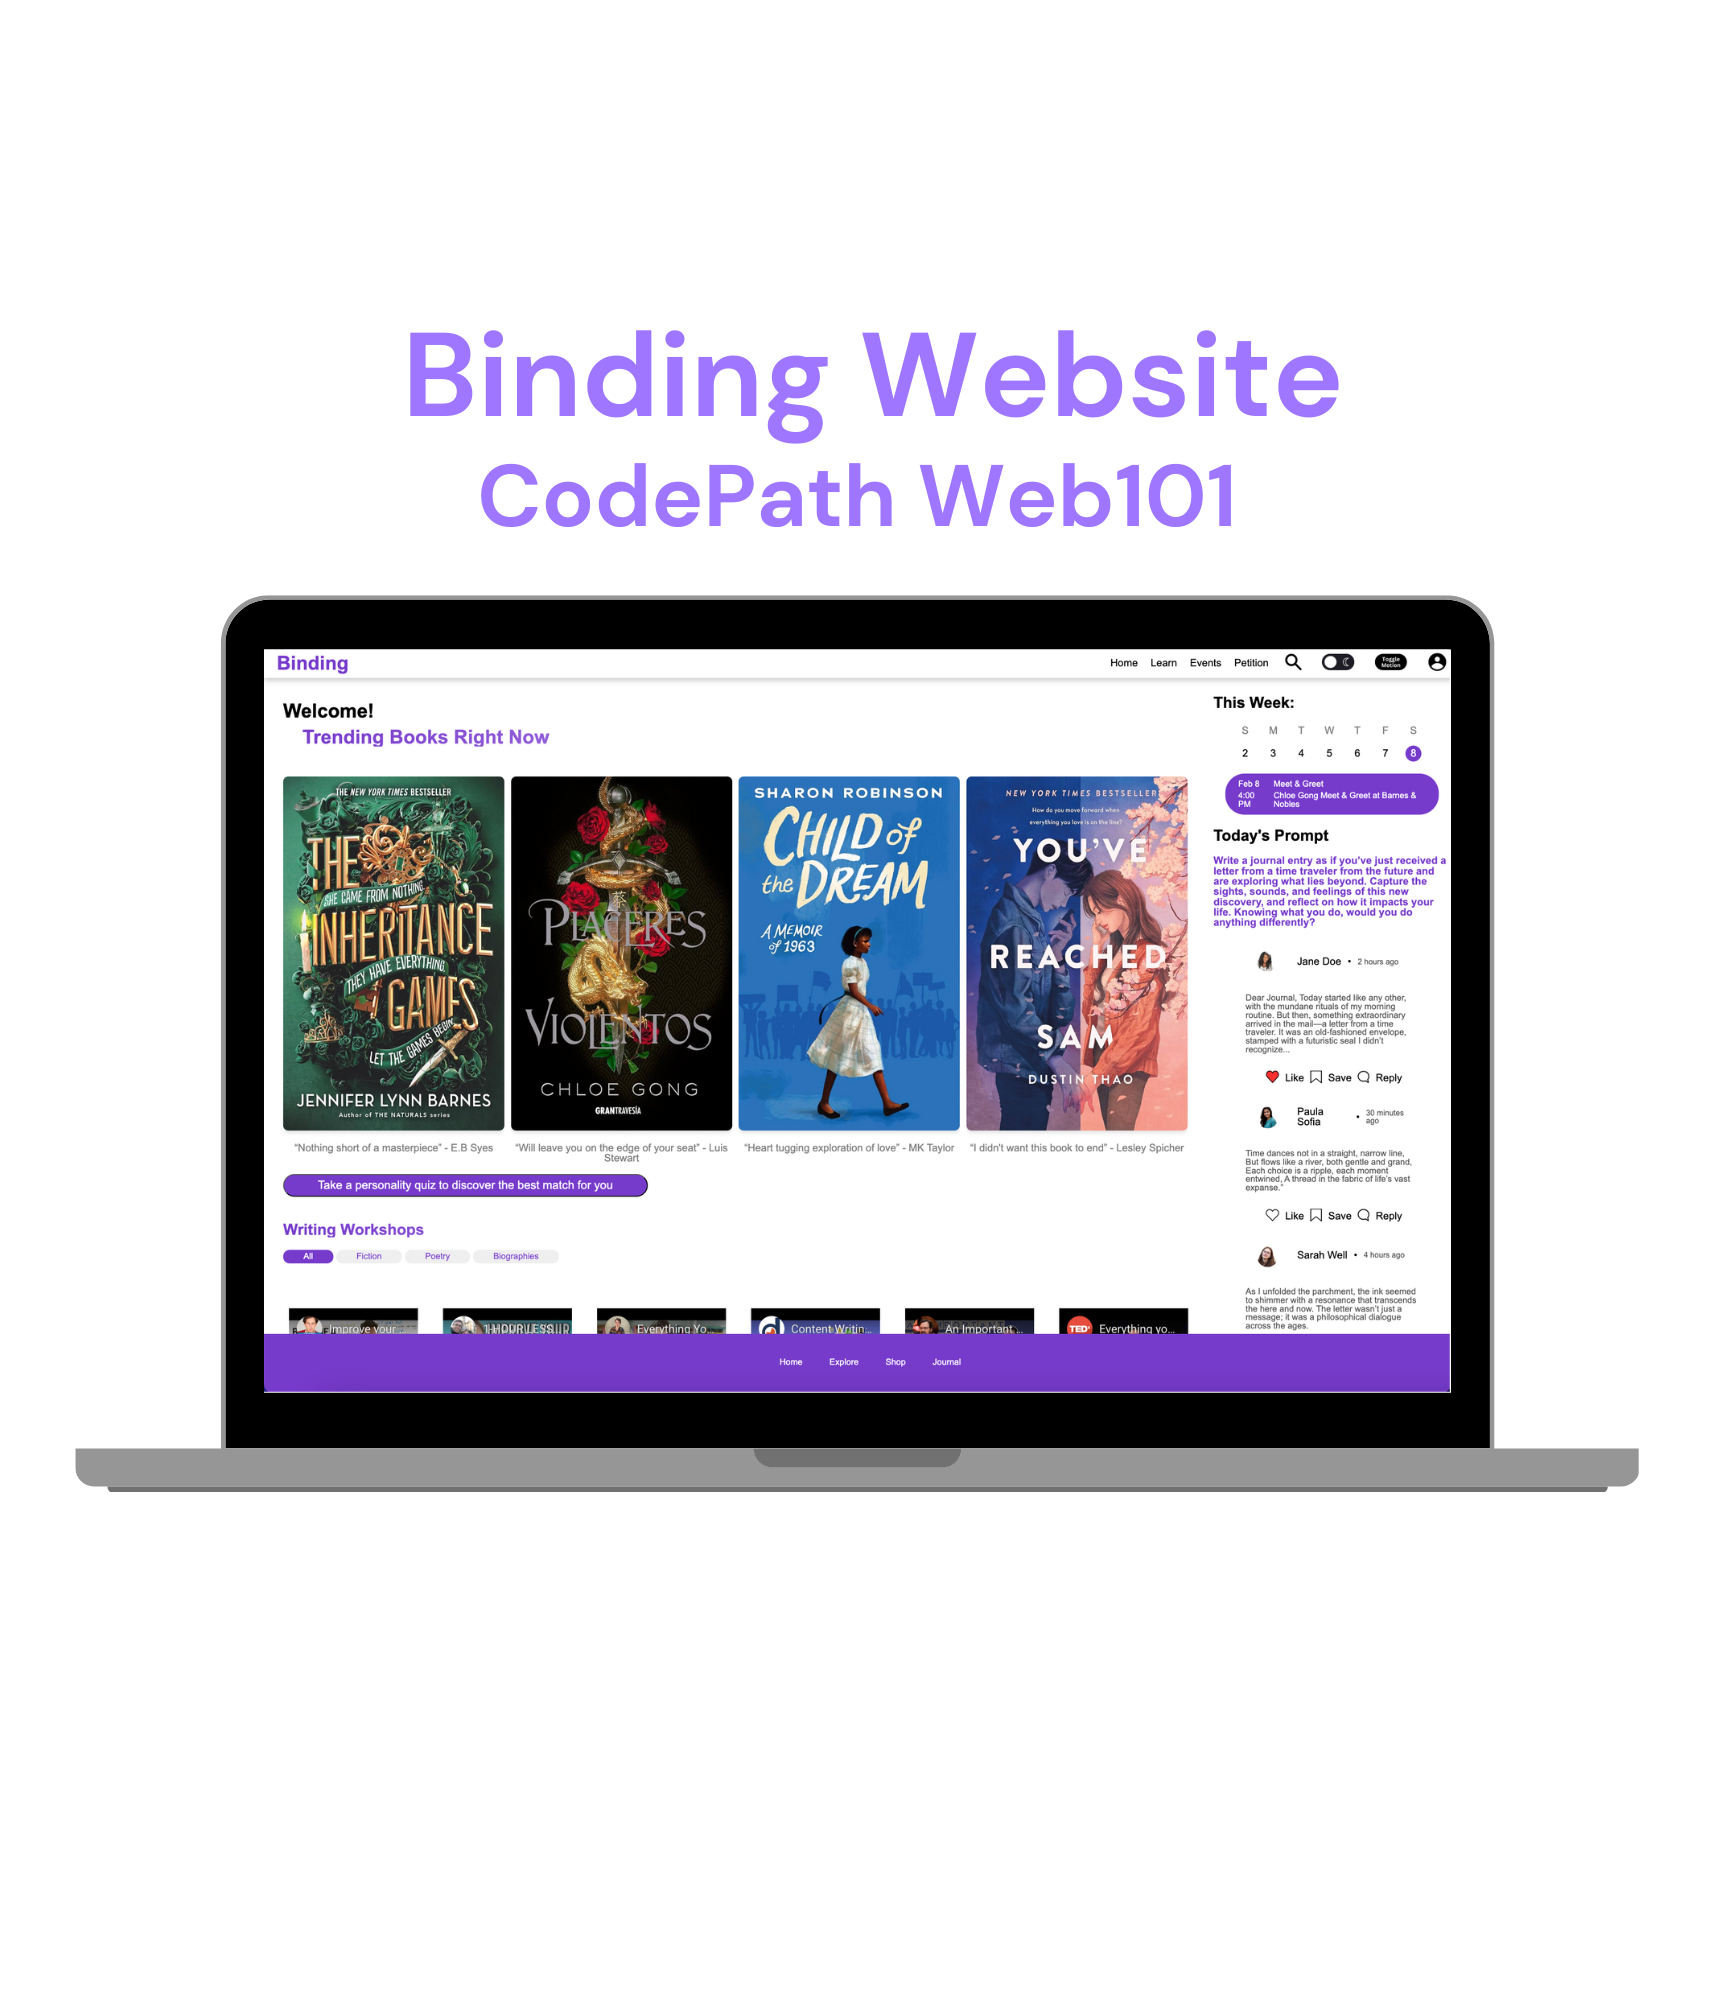 Binding Website
CodePath Web101
Binding
Home Learn Events Petition
Toggle
Motion
Welcome!
Trending Books Right Now
THE NEW YORK TIMES BESTSELLER
THE
SHE CAME FROM NOTHING.
INHERITANCE
THEY HAVE EVERYTHING.
GAMES
LET THE GAMES BEGIN.
JENNIFER LYNN BARNES
Author of THE NATURALS series
PLACERES
VIOLENTOS
CHLOE GONG
GRANTRAVESÍA
SHARON ROBINSON
CHILD of
the DREAM
A MEMOIR
of 1963
NEW YORK TIMES BESTSELLER
How do you move forward when
everything you love is on the line?
YOU'VE
REACHED
SAM
DUSTIN THAO
“Nothing short of a masterpiece” - E.B Syes
“Will leave you on the edge of your seat” - Luis
Stewart
“Heart tugging exploration of love” - MK Taylor
“I didn't want this book to end” - Lesley Spicher
Take a personality quiz to discover the best match for you
Writing Workshops
All Fiction Poetry Biographies
Improve your...
Everything Yo...
Content Writin...
An Important ...
TED
Everything yo...
This Week:
S M T W T F S
2 3 4 5 6 7 8
Feb 8 Meet & Greet
4:00 Chloe Gong Meet & Greet at Barnes &
PM Nobles
Today's Prompt
Write a journal entry as if you've just received a
letter from a time traveler from the future and
are exploring what lies beyond. Capture the
sights, sounds, and feelings of this new
discovery, and reflect on how it impacts your
life. Knowing what you do, would you do
anything differently?
Jane Doe • 2 hours ago
Dear Journal, Today started like any other,
with the mundane rituals of my morning
routine. But then, something extraordinary
arrived in the mail—a letter from a time
traveler. It was an old-fashioned envelope,
stamped with a futuristic seal I didn't
recognize...
Like Save Reply
Paula
Sofia
• 30 minutes
ago
Time dances not in a straight, narrow line,
But flows like a river, both gentle and grand,
Each choice is a ripple, each moment
entwined, A thread in the fabric of life's vast
expanse.”
Like Save Reply
Sarah Well • 4 hours ago
As I unfolded the parchment, the ink seemed
to shimmer with a resonance that transcends
the here and now. The letter wasn't just a
message; it was a philosophical dialogue
across the ages.
Home Explore Shop Journal